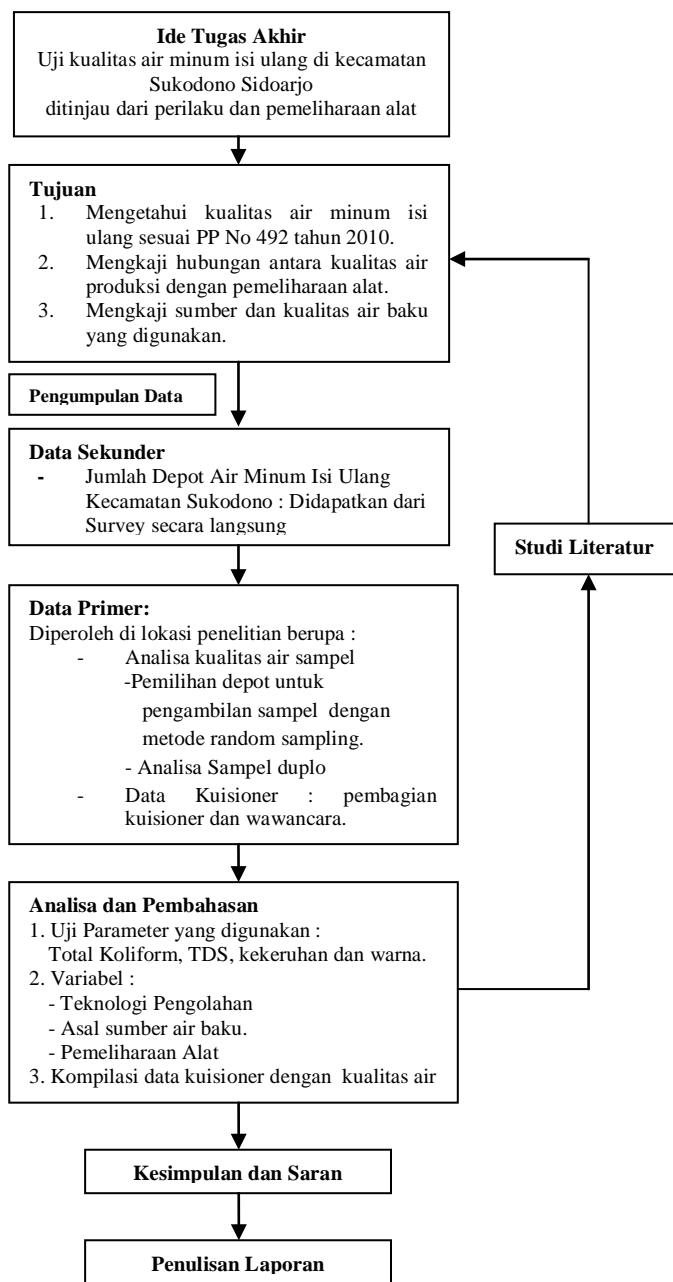 Ide Tugas Akhir
Uji kualitas air minum isi ulang di kecamatan
Sukodono Sidoarjo
ditinjau dari perilaku dan pemeliharaan alat
Tujuan
1. Mengetahui kualitas air minum isi
ulang sesuai PP No 492 tahun 2010.
2. Mengkaji hubungan antara kualitas air
produksi dengan pemeliharaan alat.
3. Mengkaji sumber dan kualitas air baku
yang digunakan.
Pengumpulan Data
Data Sekunder
- Jumlah Depot Air Minum Isi Ulang
Kecamatan Sukodono : Didapatkan dari
Survey secara langsung
Studi Literatur
Data Primer:
Diperoleh di lokasi penelitian berupa :
- Analisa kualitas air sampel
-Pemilihan depot untuk
pengambilan sampel dengan
metode random sampling.
- Analisa Sampel duplo
- Data Kuisioner : pembagian
kuisioner dan wawancara.
Analisa dan Pembahasan
1. Uji Parameter yang digunakan :
Total Koliform, TDS, kekeruhan dan warna.
2. Variabel :
- Teknologi Pengolahan
- Asal sumber air baku.
- Pemeliharaan Alat
3. Kompilasi data kuisioner dengan kualitas air
Kesimpulan dan Saran
Penulisan Laporan